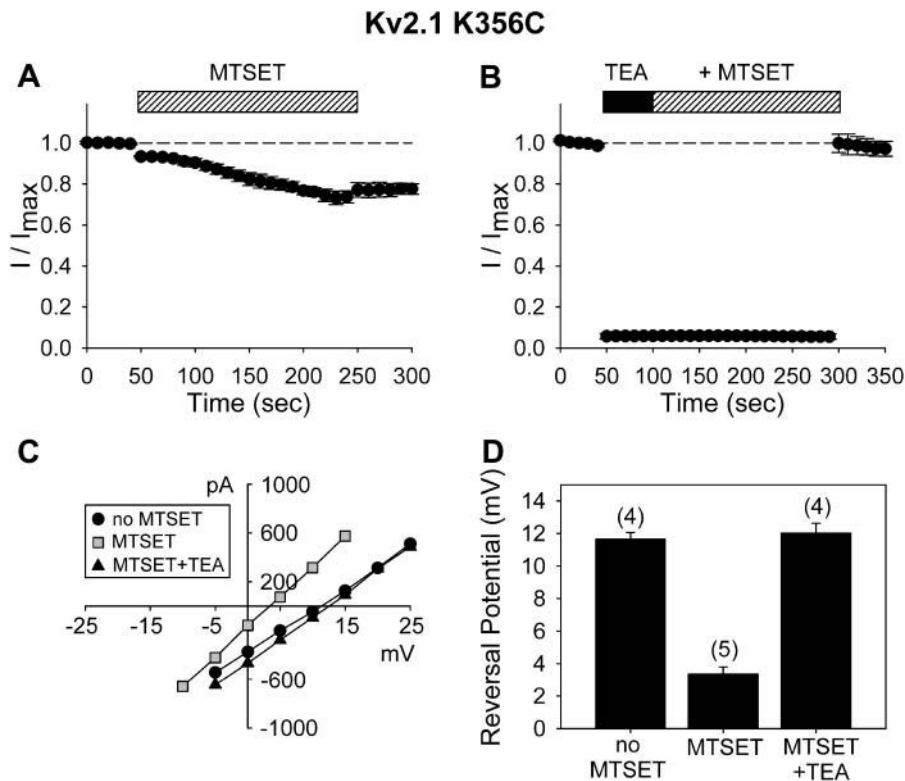 Kv2.1 K356C
A
MTSET
I / Imax
1.0
0.8
0.6
0.4
0.2
0.0
0 50 100 150 200 250 300
Time (sec)
B
TEA + MTSET
I / Imax
1.0
0.8
0.6
0.4
0.2
0.0
0 50 100 150 200 250 300 350
Time (sec)
C
pA
1000
600
200
-600
-1000
-25 -15 -5 5 15 25
mV
no MTSET
MTSET
MTSET+TEA
D
Reversal Potential (mV)
14
12
10
8
6
4
2
0
(4)
(5)
(4)
no
MTSET
MTSET
MTSET
+TEA